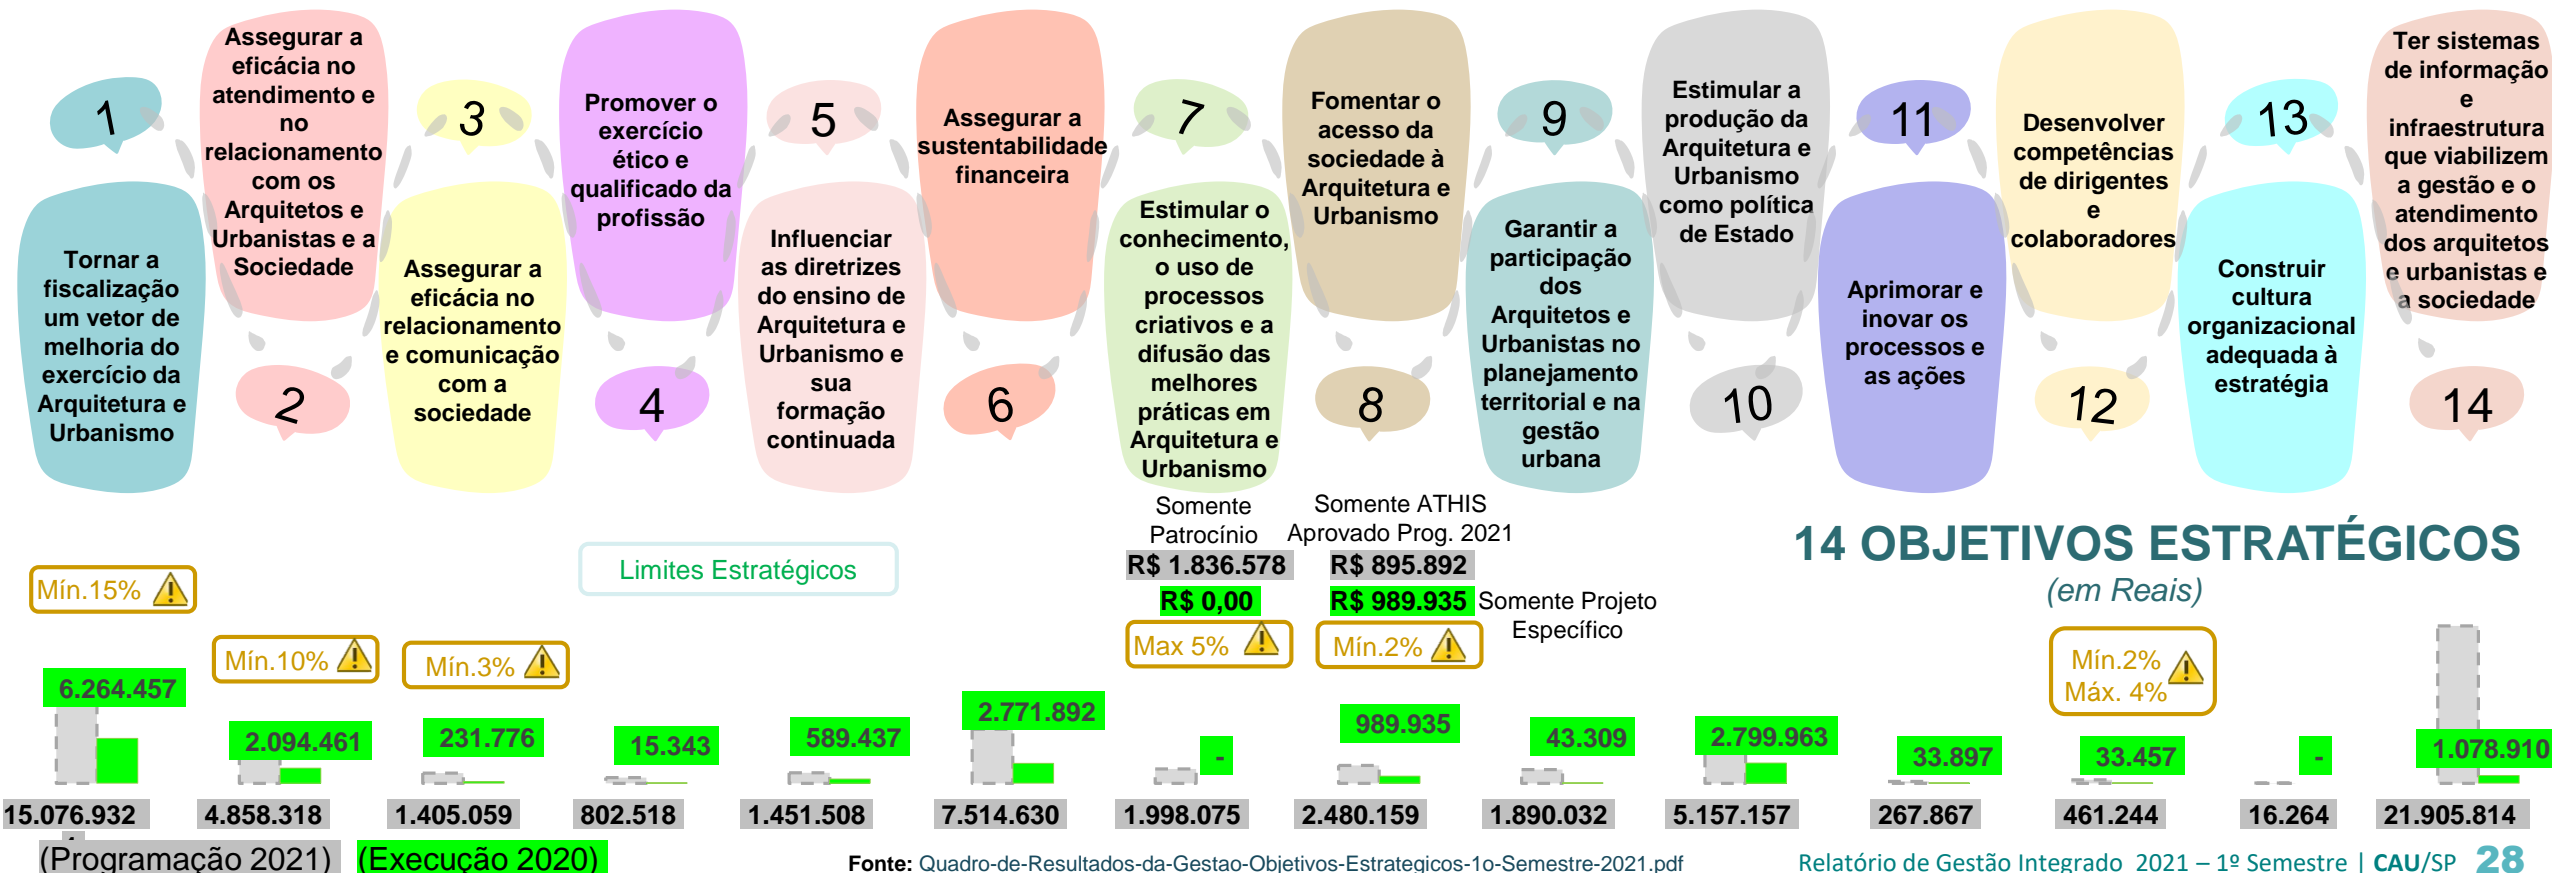 1
Tornar a
fiscalização
um vetor de
melhoria do
exercício da
Arquitetura e
Urbanismo
Assegurar a
eficácia no
atendimento e
no
relacionamento
com os
Arquitetos e
Urbanistas e a
Sociedade
2
3
Assegurar a
eficácia no
relacionamento
e comunicação
com a
sociedade
Promover o
exercício
ético e
qualificado da
profissão
4
5
Influenciar
as diretrizes
do ensino de
Arquitetura e
Urbanismo e
sua
formação
continuada
Assegurar a
sustentabilidade
financeira
6
7
Estimular o
conhecimento,
o uso de
processos
criativos e a
difusão das
melhores
práticas em
Arquitetura e
Urbanismo
Fomentar o
acesso da
sociedade à
Arquitetura e
Urbanismo
8
9
Garantir a
participação
dos
Arquitetos e
Urbanistas no
planejamento
territorial e na
gestão
urbana
Estimular a
produção da
Arquitetura e
Urbanismo
como política
de Estado
10
11
Aprimorar e
inovar os
processos e
as ações
Desenvolver
competências
de dirigentes
e
colaboradores
12
13
Construir
cultura
organizacional
adequada à
estratégia
Ter sistemas
de informação
e
infraestrutura
que viabilizem
a gestão e o
atendimento
dos arquitetos
e urbanistas e
a sociedade
14
Somente
Patrocínio
R$ 1.836.578
R$ 0,00
Max 5%
Somente ATHIS
Aprovado Prog. 2021
R$ 895.892
R$ 989.935
Somente Projeto
Específico
Mín.2%
14 OBJETIVOS ESTRATÉGICOS
(em Reais)
Limites Estratégicos
Mín.15%
Mín.10%
Mín.3%
Mín.2%
Máx. 4%
6.264.457
2.094.461
231.776
15.343
589.437
2.771.892
-
989.935
43.309
2.799.963
33.897
33.457
-
1.078.910
15.076.932
4.858.318
1.405.059
802.518
1.451.508
7.514.630
1.998.075
2.480.159
1.890.032
5.157.157
267.867
461.244
16.264
21.905.814
(Programação 2021)
(Execução 2020)
Fonte: Quadro-de-Resultados-da-Gestao-Objetivos-Estrategicos-1o-Semestre-2021.pdf
Relatório de Gestão Integrado 2021 – 1º Semestre | CAU/SP 28